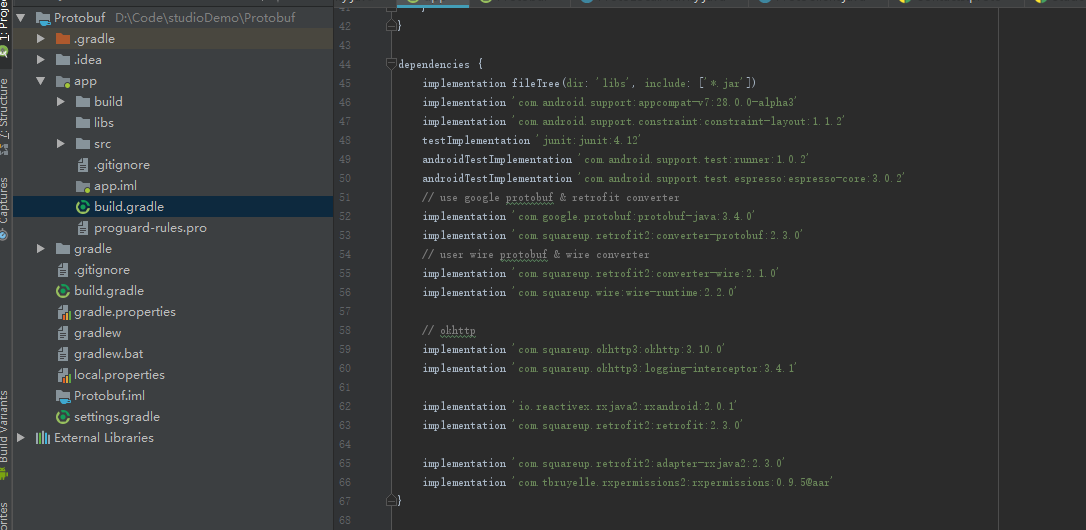 Protobuf D:\Code\studioDemo\Protobuf
.gradle
.idea
app
build
libs
src
.gitignore
app.iml
build.gradle
proguard-rules.pro
gradle
.gitignore
build.gradle
gradle.properties
gradlew
gradlew.bat
local.properties
Protobuf.iml
settings.gradle
External Libraries
1: Project
7: Structure
Captures
Build Variants
42 }
43
44 dependencies {
45 implementation fileTree(dir: 'libs', include: ['*.jar'])
46 implementation 'com.android.support:appcompat-v7:28.0.0-alpha3'
47 implementation 'com.android.support.constraint:constraint-layout:1.1.2'
48 testImplementation 'junit:junit:4.12'
49 androidTestImplementation 'com.android.support.test:runner:1.0.2'
50 androidTestImplementation 'com.android.support.test.espresso:espresso-core:3.0.2'
51 // use google protobuf & retrofit converter
52 implementation 'com.google.protobuf:protobuf-java:3.4.0'
53 implementation 'com.squareup.retrofit2:converter-protobuf:2.3.0'
54 // user wire protobuf & wire converter
55 implementation 'com.squareup.retrofit2:converter-wire:2.1.0'
56 implementation 'com.squareup.wire:wire-runtime:2.2.0'
57
58 // okhttp
59 implementation 'com.squareup.okhttp3:okhttp:3.10.0'
60 implementation 'com.squareup.okhttp3:logging-interceptor:3.4.1'
61
62 implementation 'io.reactivex.rxjava2:rxandroid:2.0.1'
63 implementation 'com.squareup.retrofit2:retrofit:2.3.0'
64
65 implementation 'com.squareup.retrofit2:adapter-rxjava2:2.3.0'
66 implementation 'com.tbruyelle.rxpermissions2:rxpermissions:0.9.5@aar'
67 }
68